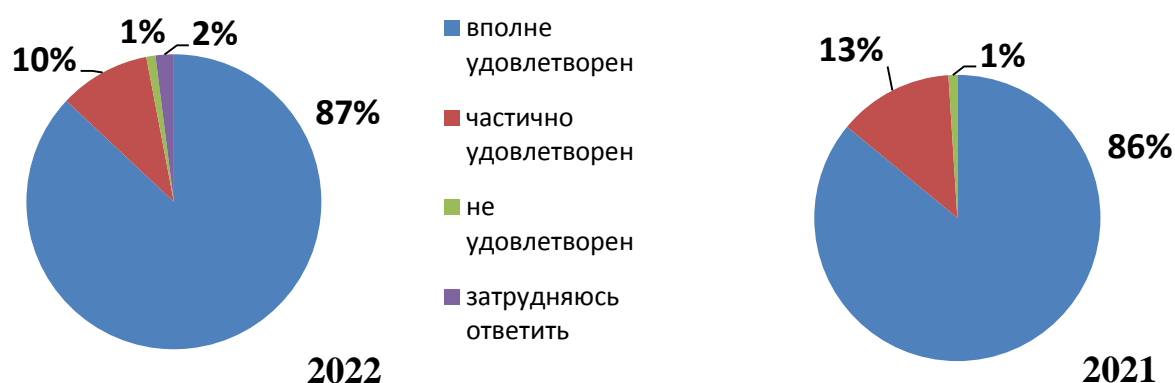 1%
2%
10%
87%
2022
вполне
удовлетворен
частично
удовлетворен
не
удовлетворен
затрудняюсь
ответить
13%
1%
86%
2021